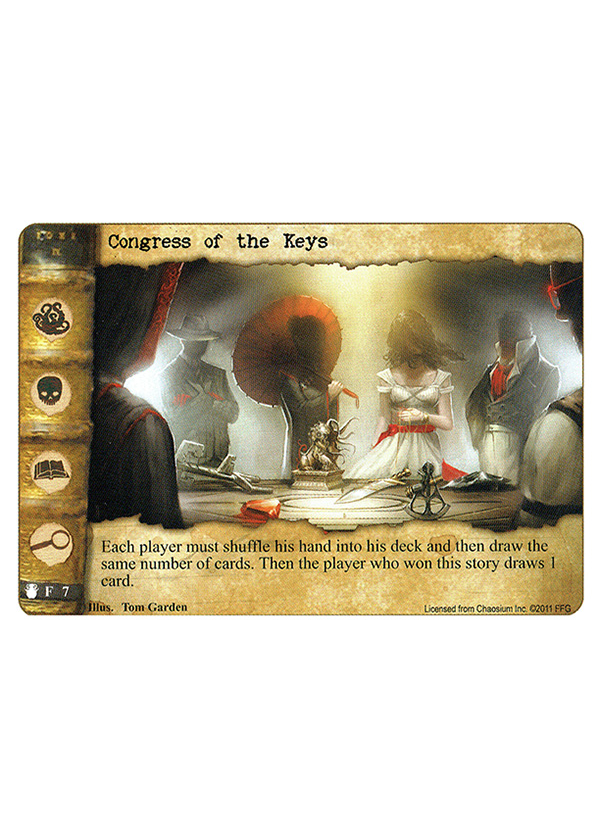 Congress of the Keys
Each player must shuffle his hand into his deck and then draw the
same number of cards. Then the player who won this story draws 1
card.
F 7
Illus. Tom Garden
Licensed from Chaosium Inc. ©2011 FFG